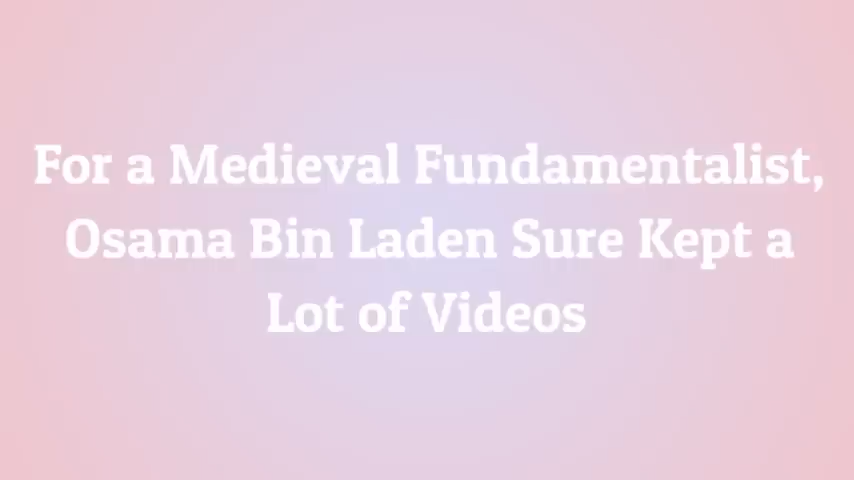 For a Medieval Fundamentalist,
Osama Bin Laden Sure Kept a
Lot of Videos